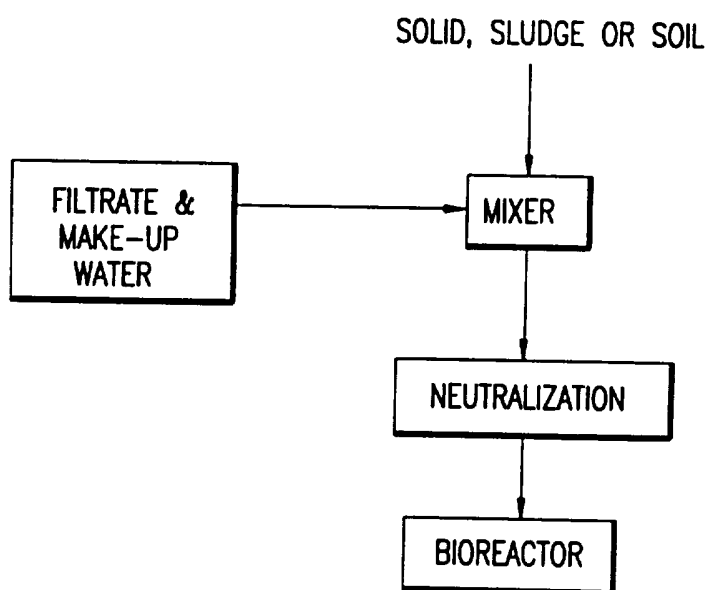 SOLID, SLUDGE OR SOIL
FILTRATE &
MAKE-UP
WATER
MIXER
NEUTRALIZATION
BIOREACTOR